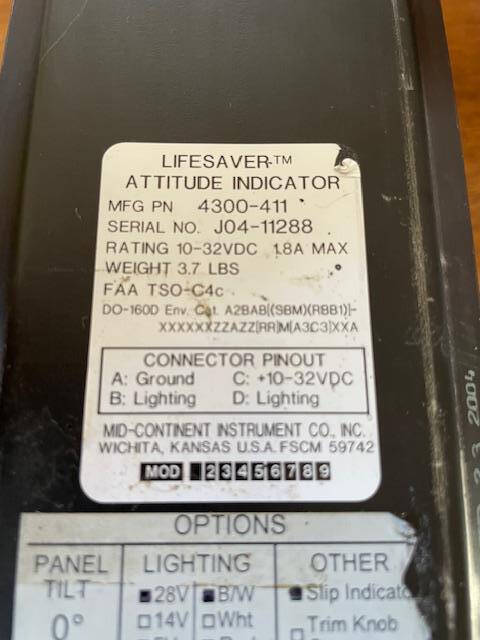 LIFESAVER™
ATTITUDE INDICATOR
MFG PN 4300-411
SERIAL NO. J04-11288
RATING 10-32VDC 1.8A MAX
WEIGHT 3.7 LBS
FAA TSO-C4c
DO-160D Env. Cat. A2BAB[(SBM)(RBB1)]-
XXXXXXZZAZZ[RR]M[A3C3]XXA
CONNECTOR PINOUT
A: Ground C: +10-32VDC
B: Lighting D: Lighting
MID-CONTINENT INSTRUMENT CO., INC.
WICHITA, KANSAS U.S.A. FSCM 59742
MOD 2 3 4 5 6 7 8 9
OPTIONS
PANEL TILT
LIGHTING
OTHER
0°
■28V ■B/W
□14V □Wht
■Slip Indicato
□Trim Knob
2004